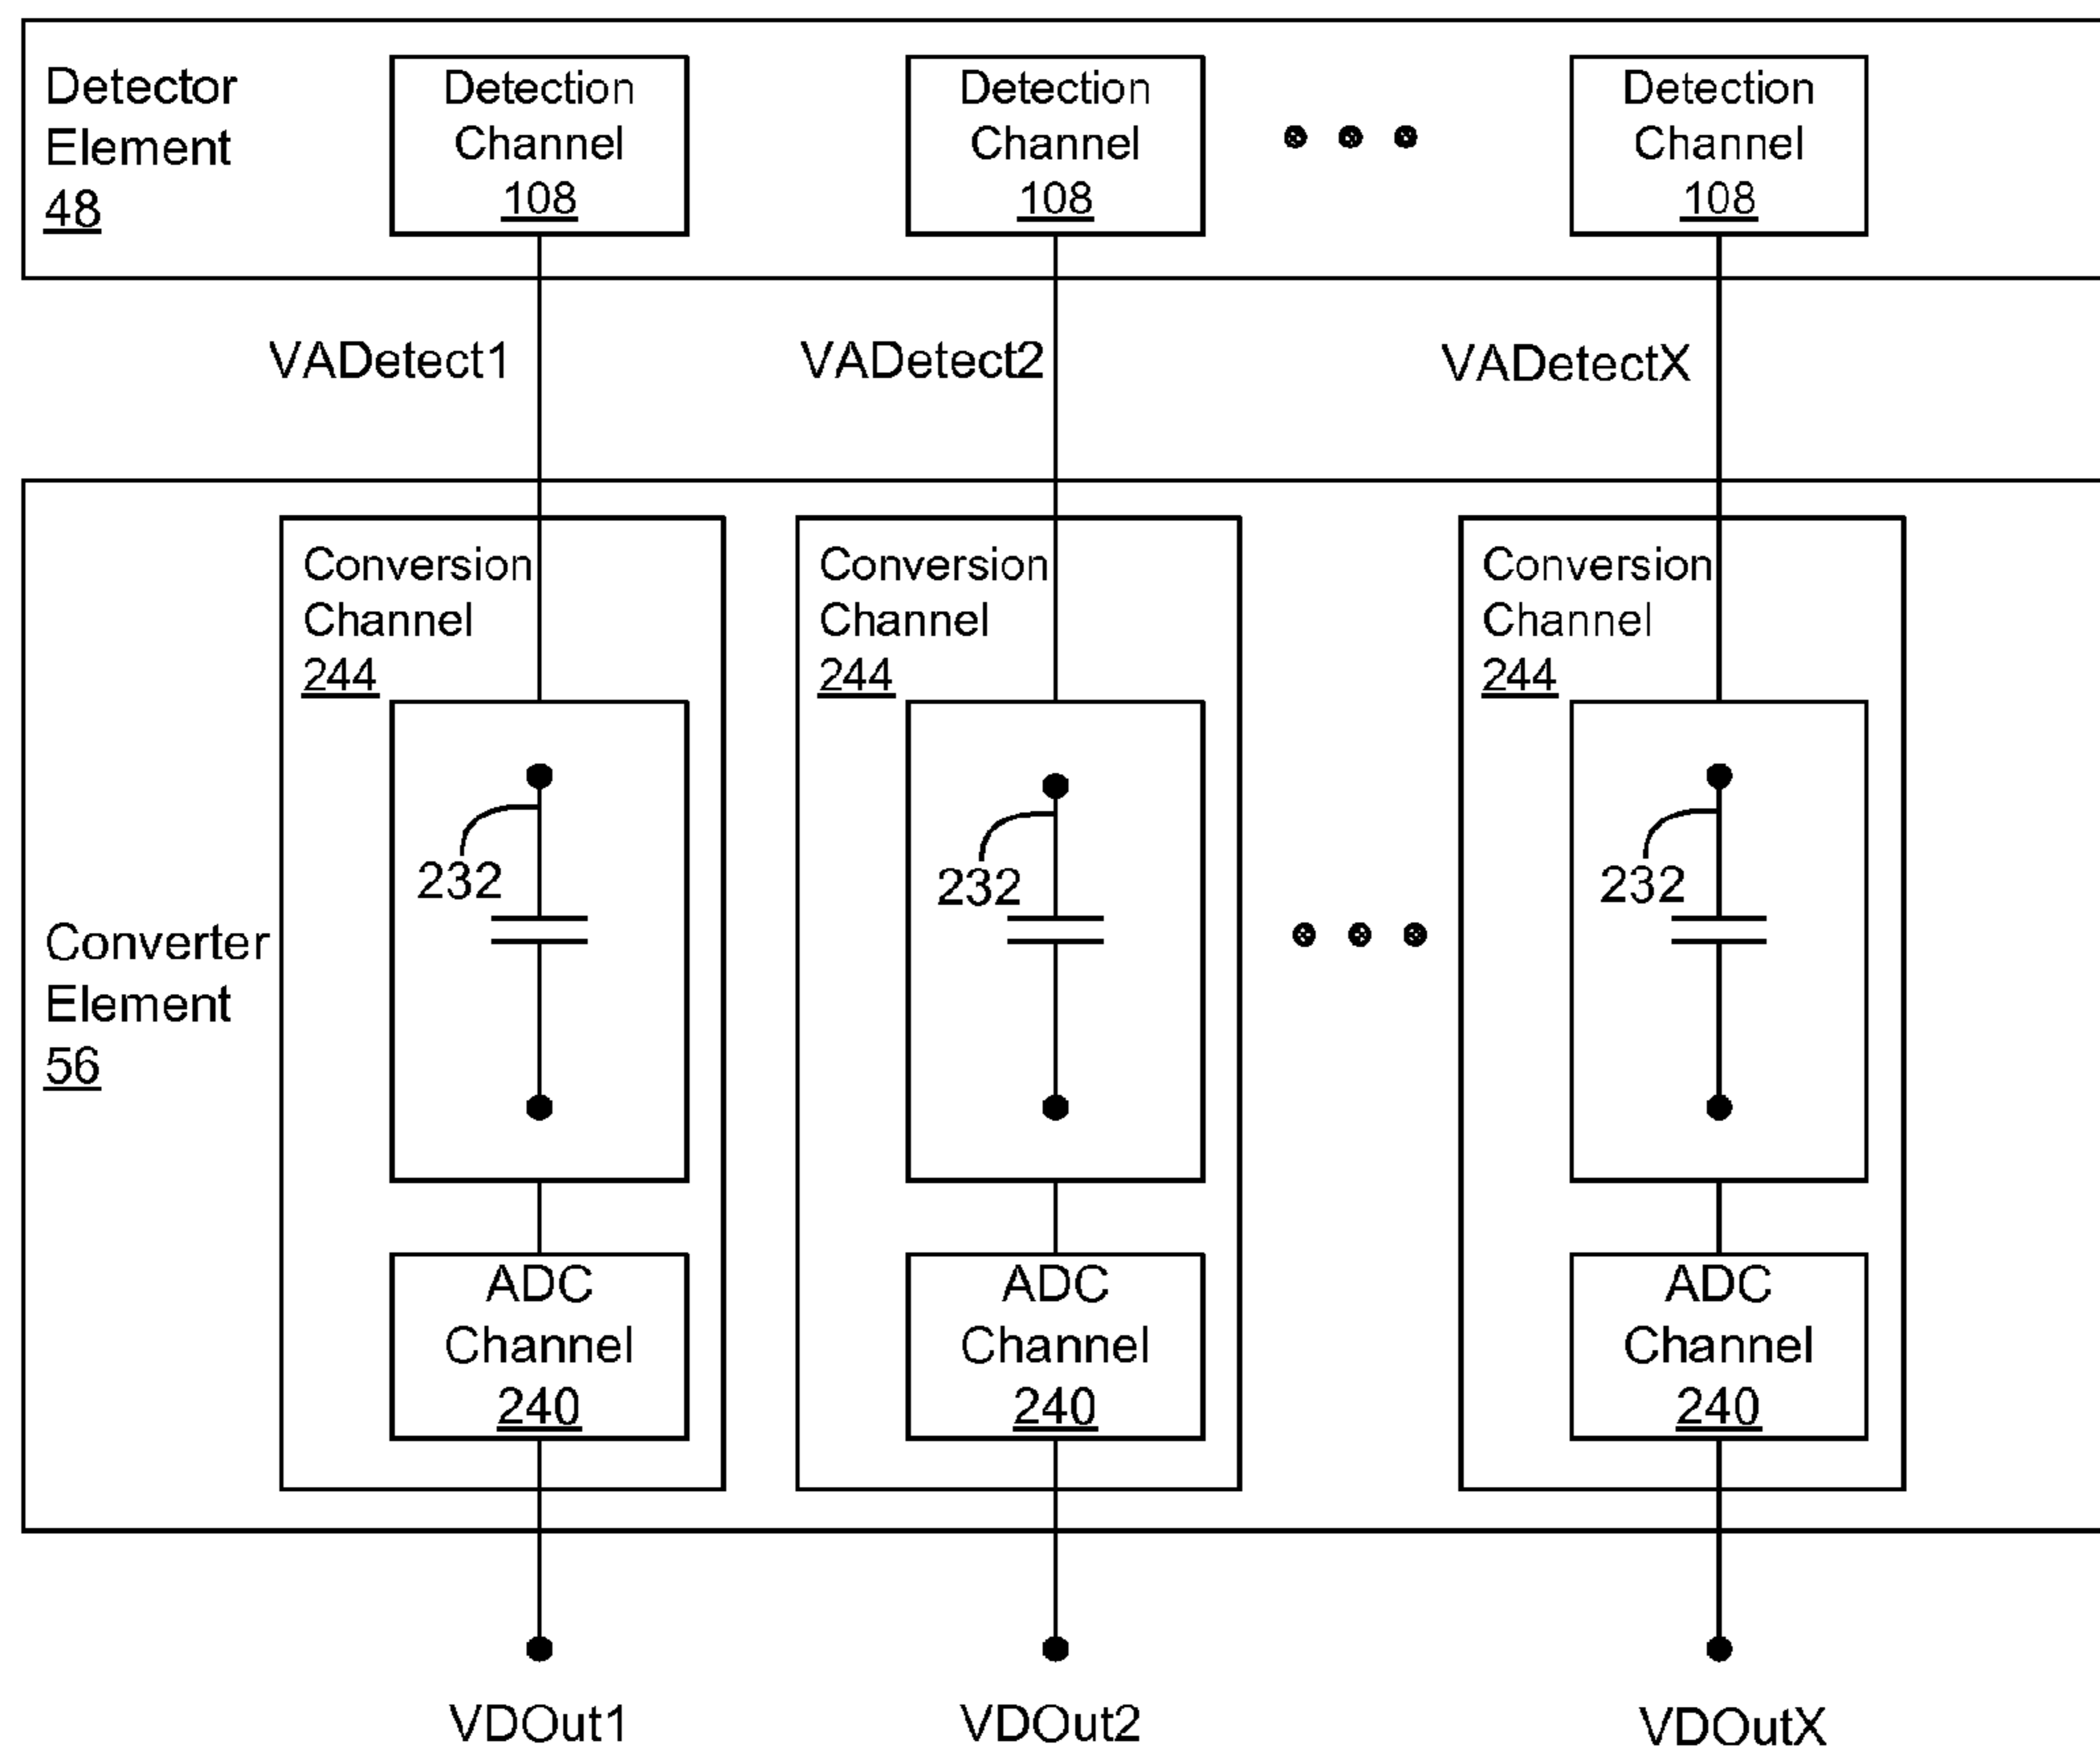 Detector
Element
48
Detection
Channel
108
Detection
Channel
108
Detection
Channel
108
VADetect1
VADetect2
VADetectX
Converter
Element
56
Conversion
Channel
244
232
ADC
Channel
240
Conversion
Channel
244
232
ADC
Channel
240
Conversion
Channel
244
232
ADC
Channel
240
VDOut1
VDOut2
VDOutX